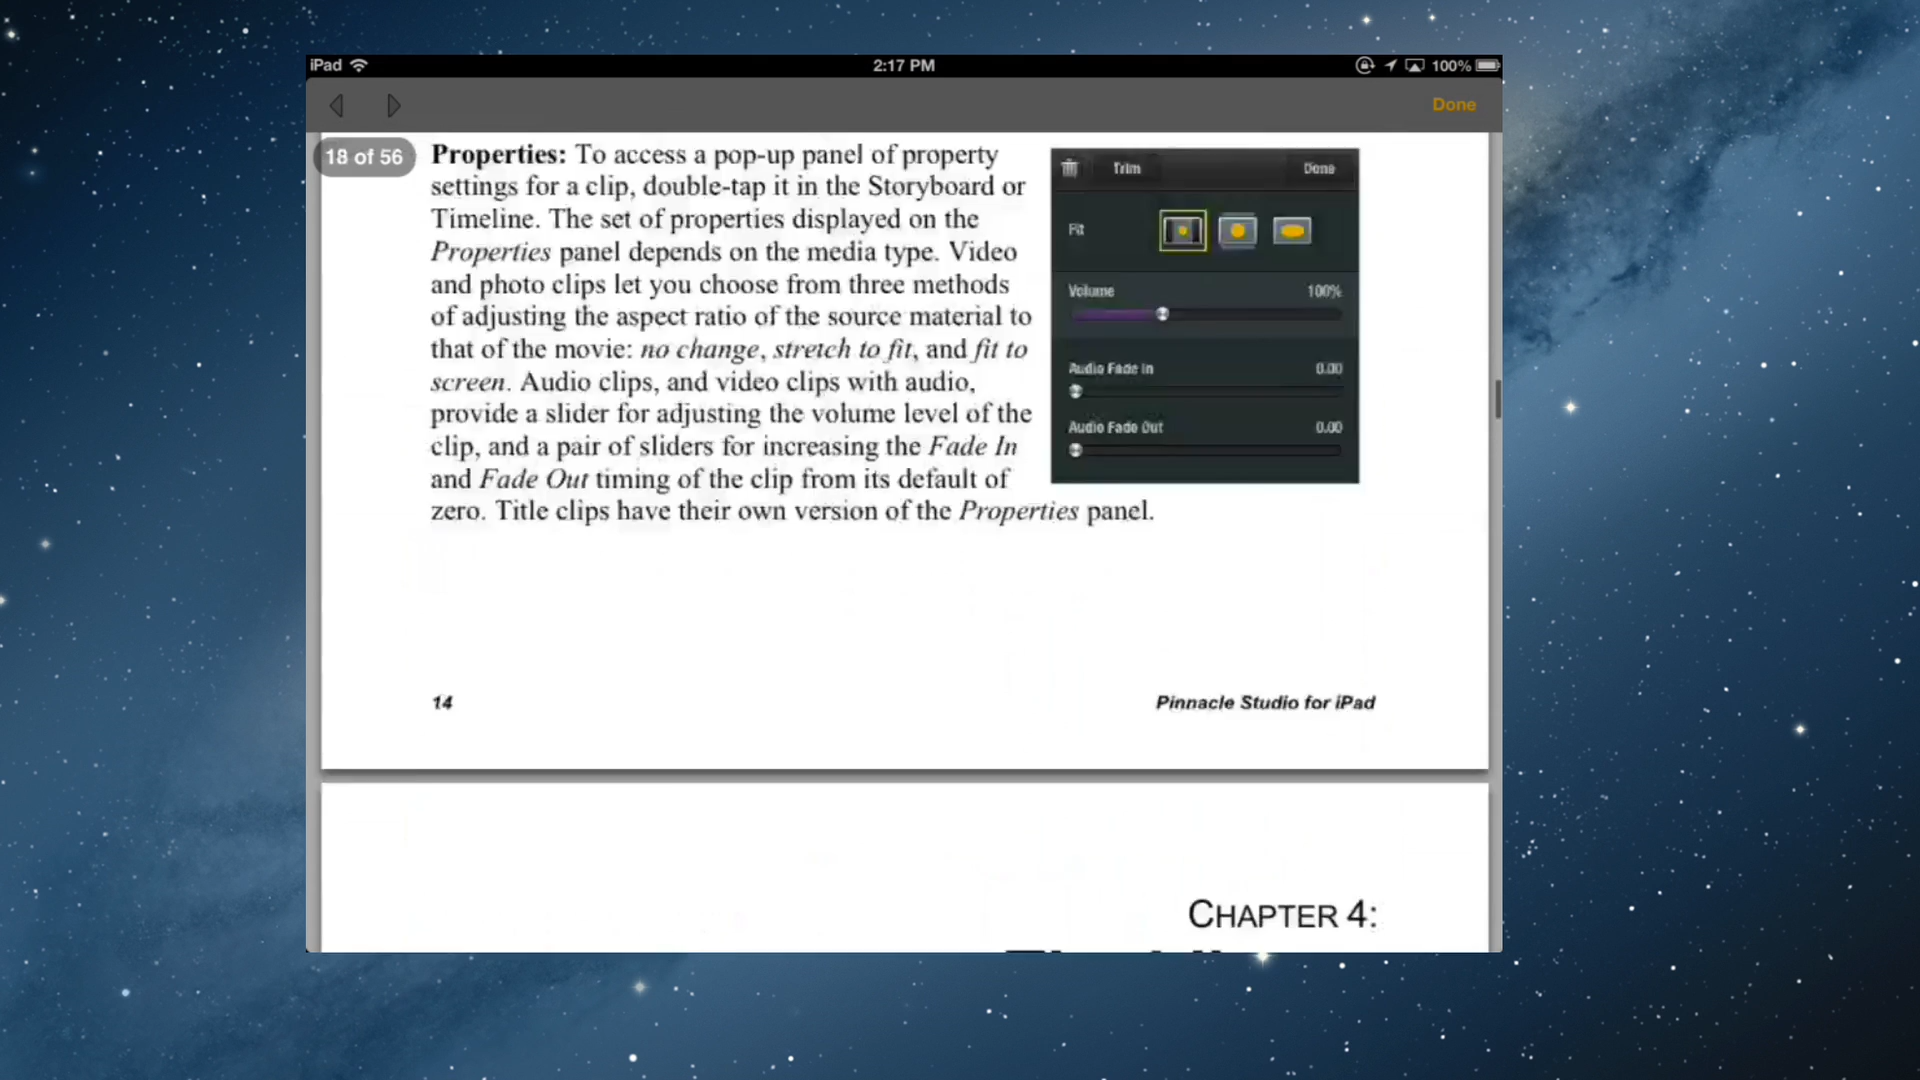 iPad 2:17 PM 100%
Done
18 of 56
Properties: To access a pop-up panel of property
settings for a clip, double-tap it in the Storyboard or
Timeline. The set of properties displayed on the
Properties panel depends on the media type. Video
and photo clips let you choose from three methods
of adjusting the aspect ratio of the source material to
that of the movie: no change, stretch to fit, and fit to
screen. Audio clips, and video clips with audio,
provide a slider for adjusting the volume level of the
clip, and a pair of sliders for increasing the Fade In
and Fade Out timing of the clip from its default of
zero. Title clips have their own version of the Properties panel.
Trim Done
Fit
Volume 100%
Audio Fade In 0.00
Audio Fade Out 0.00
14 Pinnacle Studio for iPad
CHAPTER 4: